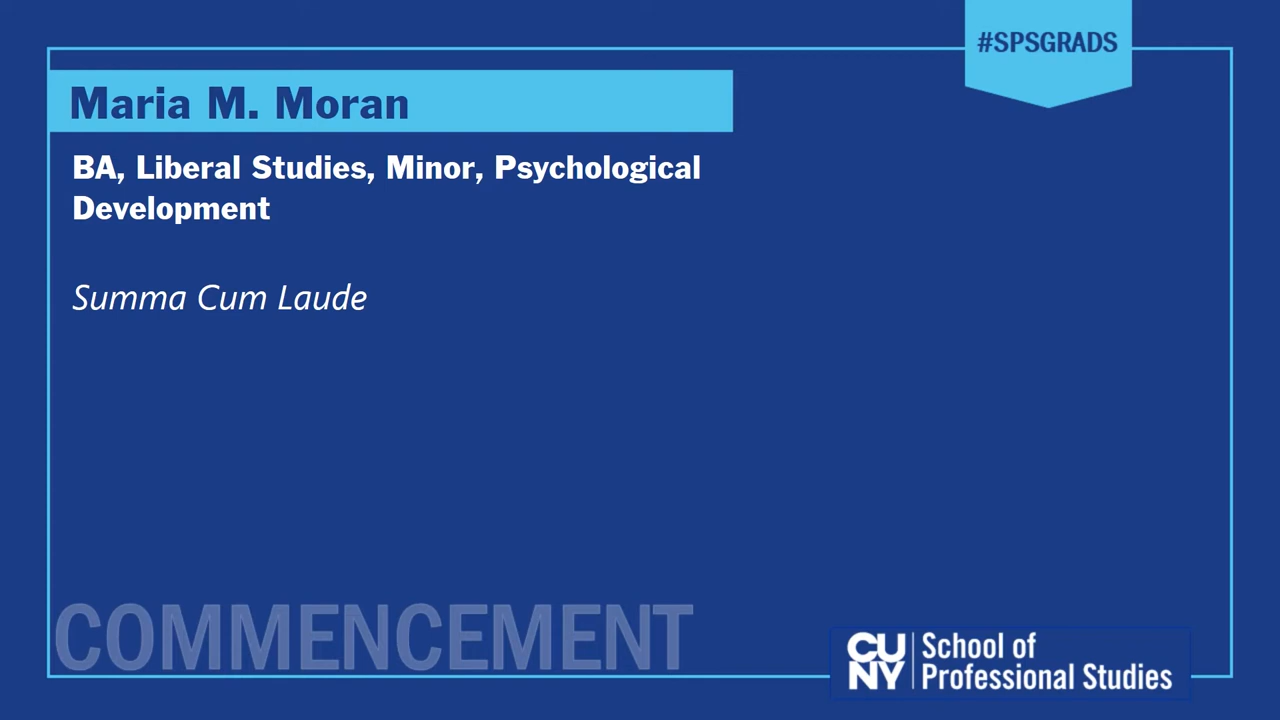 #SPSGRADS
Maria M. Moran
BA, Liberal Studies, Minor, Psychological
Development
Summa Cum Laude
COMMENCEMENT
CU
NY
School of
Professional Studies